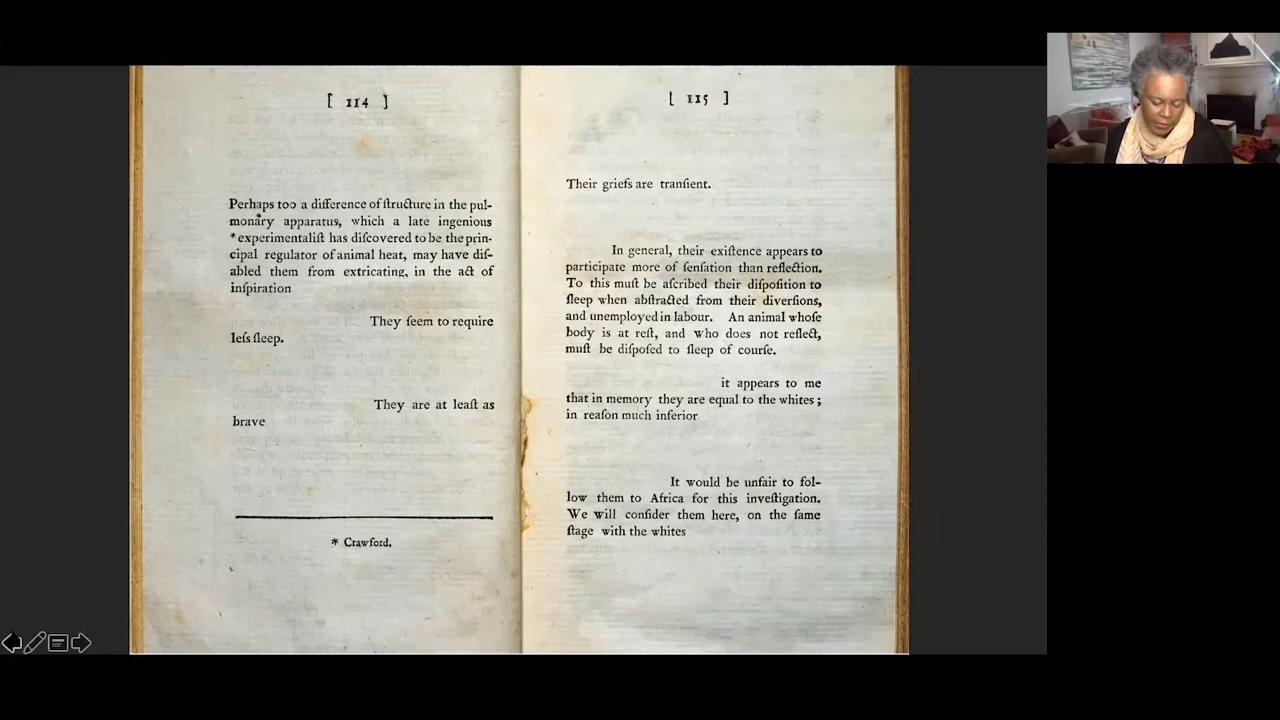 [ 114 ]
Perhaps too a difference of ſtructure in the pul-
monary apparatus, which a late ingenious
* experimentaliſt has diſcovered to be the prin-
cipal regulator of animal heat, may have diſ-
abled them from extricating, in the act of
inſpiration
They ſeem to require
leſs ſleep.
They are at leaſt as
brave
* Crawford.
[ 115 ]
Their griefs are tranſient.
In general, their exiſtence appears to
participate more of ſenſation than reflection.
To this muſt be aſcribed their diſpoſition to
ſleep when abſtracted from their diverſions,
and unemployed in labour. An animal whoſe
body is at reſt, and who does not reflect,
muſt be diſpoſed to ſleep of courſe.
it appears to me
that in memory they are equal to the whites ;
in reaſon much inferior
It would be unfair to fol-
low them to Africa for this inveſtigation.
We will conſider them here, on the ſame
ſtage with the whites